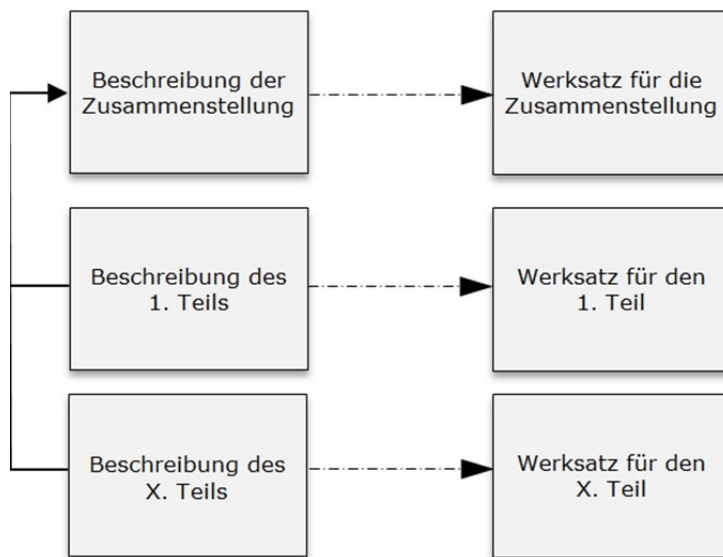 Beschreibung der
Zusammenstellung
Werksatz für die
Zusammenstellung
Beschreibung des
1. Teils
Werksatz für den
1. Teil
Beschreibung des
X. Teils
Werksatz für den
X. Teil